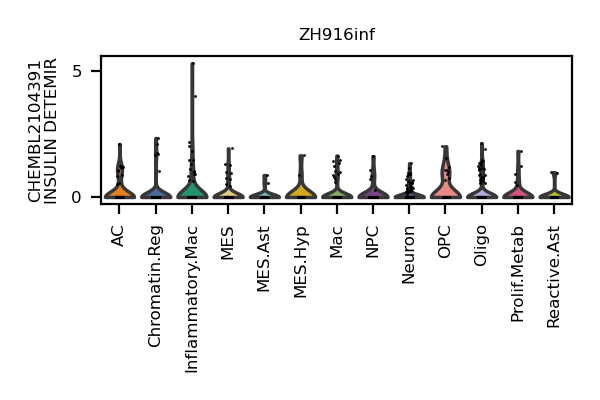 ZH916inf
CHEMBL2104391
INSULIN DETEMIR
5
0
AC
Chromatin.Reg
Inflammatory.Mac
MES
MES.Ast
MES.Hyp
Mac
NPC
Neuron
OPC
Oligo
Prolif.Metab
Reactive.Ast